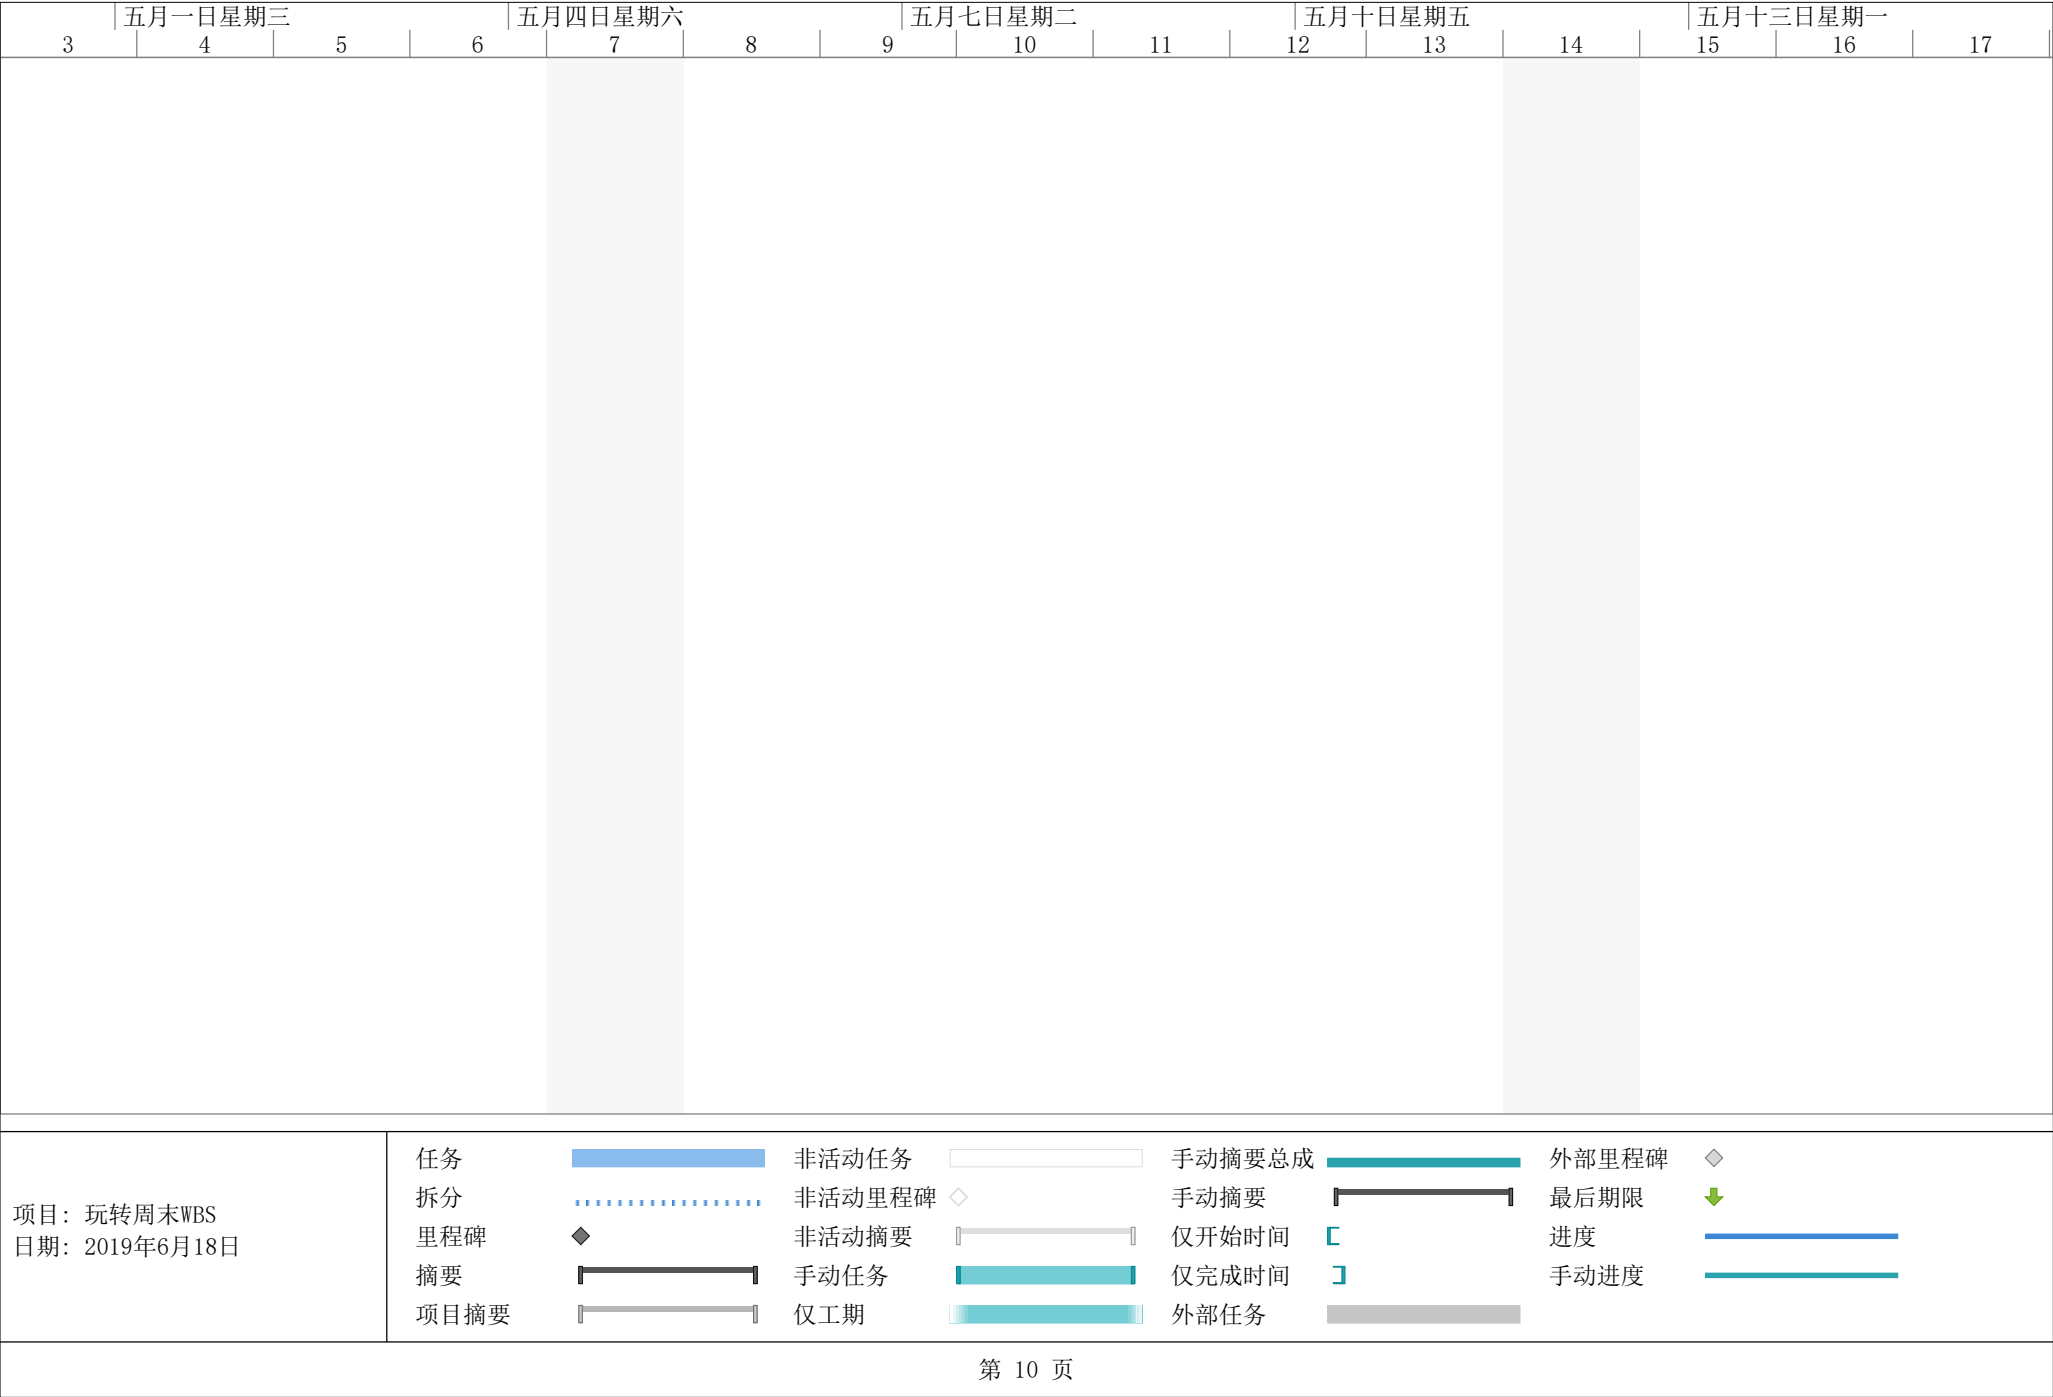 五月一日星期三 五月四日星期六 五月七日星期二 五月十日星期五 五月十三日星期一
3 4 5 6 7 8 9 10 11 12 13 14 15 16 17
项目: 玩转周末WBS
日期: 2019年6月18日
任务 非活动任务 手动摘要总成 外部里程碑
拆分 非活动里程碑 手动摘要 最后期限
里程碑 非活动摘要 仅开始时间 进度
摘要 手动任务 仅完成时间 手动进度
项目摘要 仅工期 外部任务
第 10 页